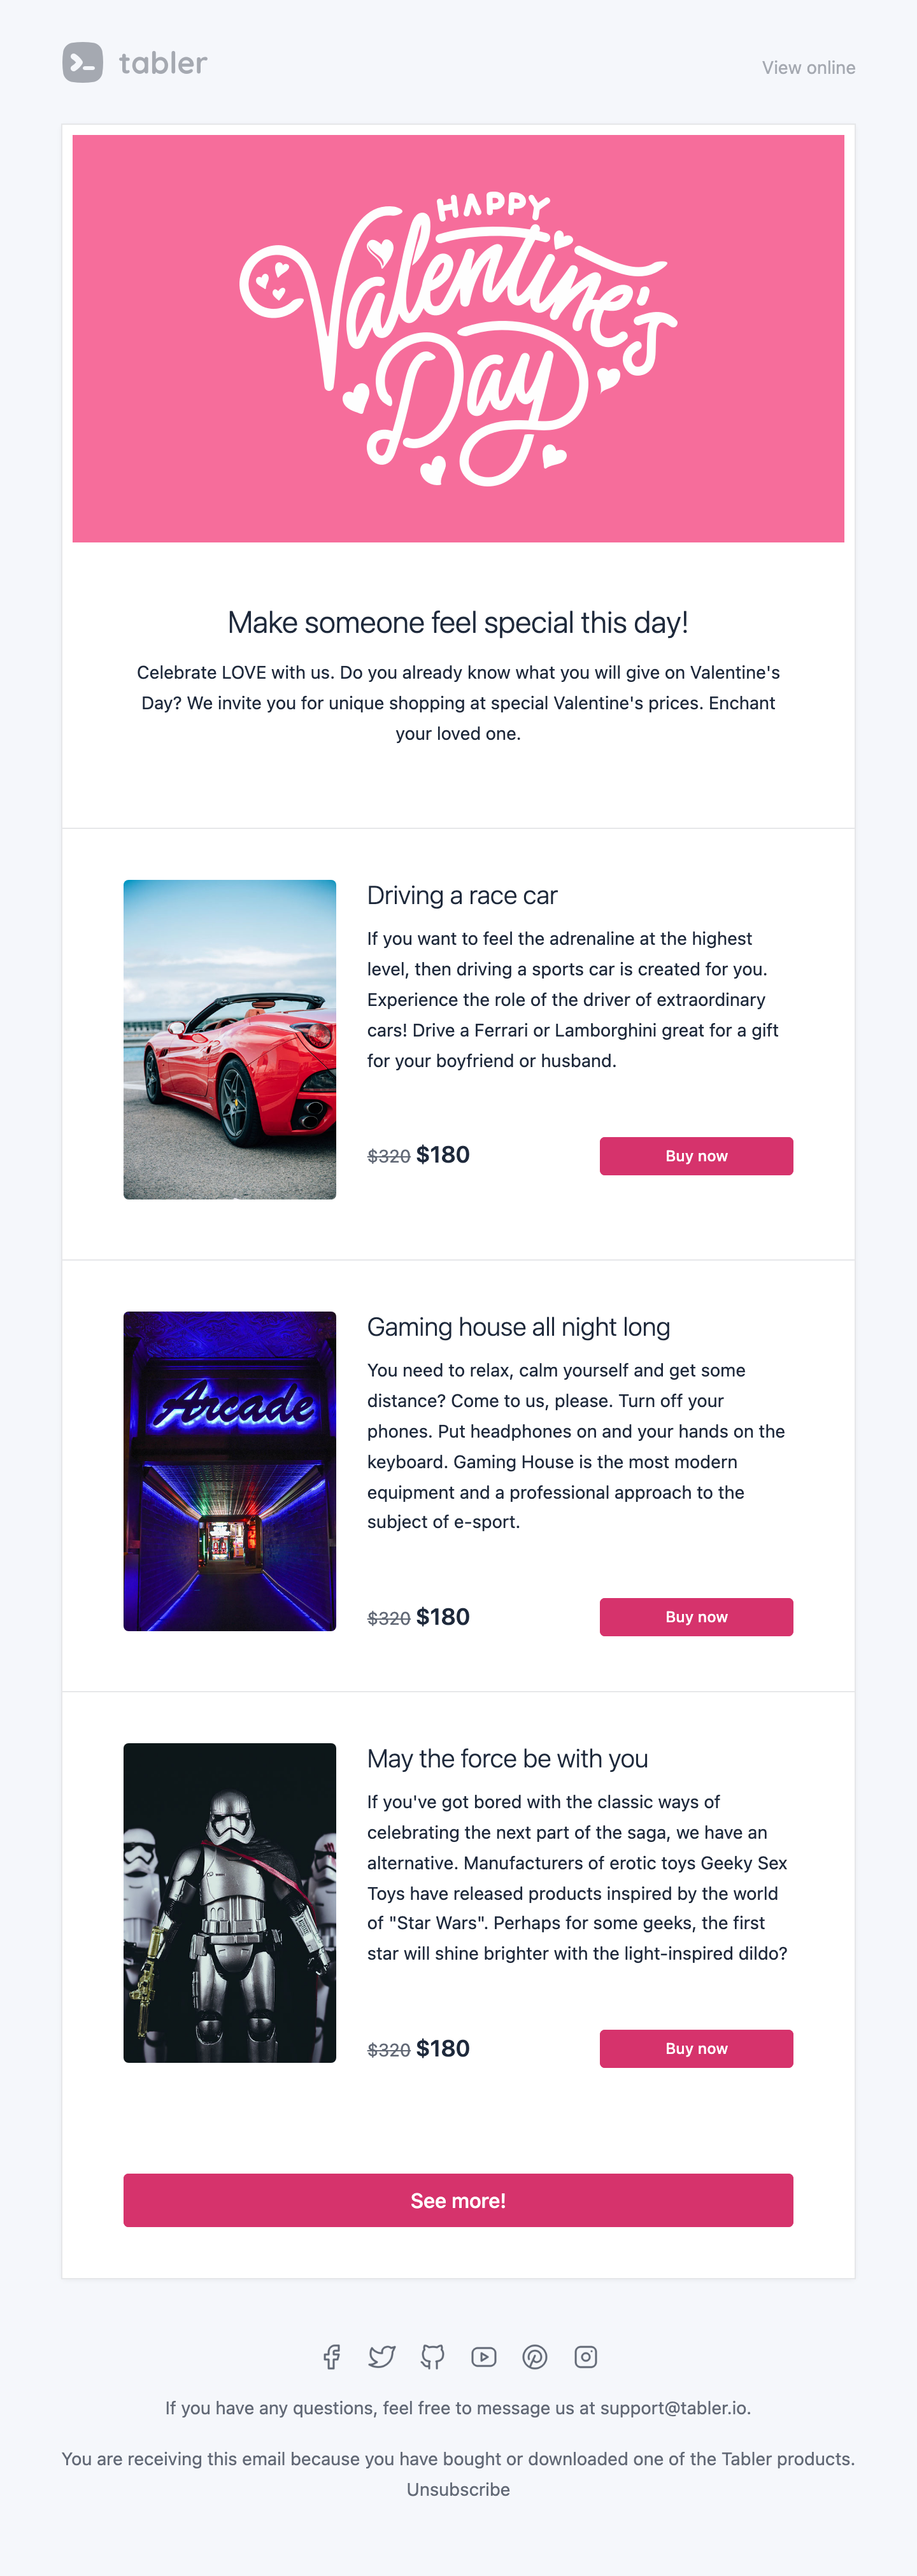 tabler
View online
HAPPY
Valentine's
Day
Make someone feel special this day!
Celebrate LOVE with us. Do you already know what you will give on Valentine's
Day? We invite you for unique shopping at special Valentine's prices. Enchant
your loved one.
Driving a race car
If you want to feel the adrenaline at the highest
level, then driving a sports car is created for you.
Experience the role of the driver of extraordinary
cars! Drive a Ferrari or Lamborghini great for a gift
for your boyfriend or husband.
$320 $180
Buy now
Arcade
Gaming house all night long
You need to relax, calm yourself and get some
distance? Come to us, please. Turn off your
phones. Put headphones on and your hands on the
keyboard. Gaming House is the most modern
equipment and a professional approach to the
subject of e-sport.
$320 $180
Buy now
May the force be with you
If you've got bored with the classic ways of
celebrating the next part of the saga, we have an
alternative. Manufacturers of erotic toys Geeky Sex
Toys have released products inspired by the world
of "Star Wars". Perhaps for some geeks, the first
star will shine brighter with the light-inspired dildo?
$320 $180
Buy now
See more!
If you have any questions, feel free to message us at support@tabler.io.
You are receiving this email because you have bought or downloaded one of the Tabler products.
Unsubscribe